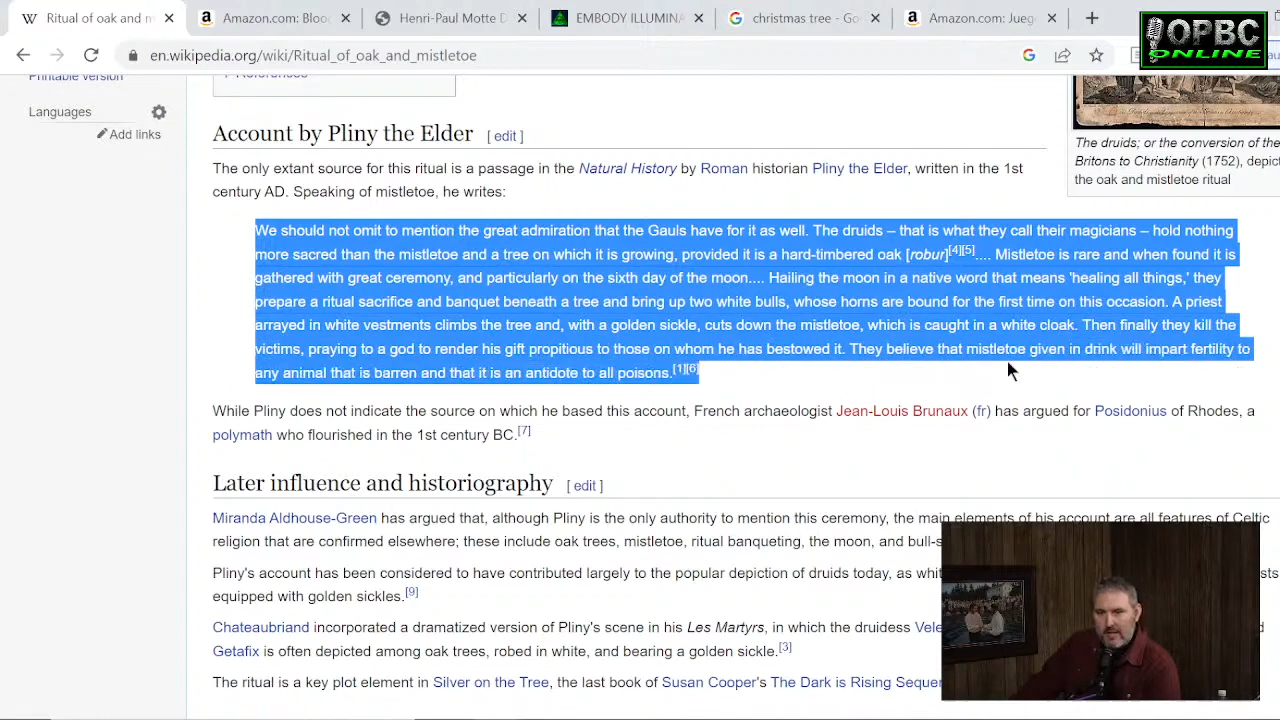 Ritual of oak and m
Amazon.com: Bloo
Henri-Paul Motte D
EMBODY ILLUMINA
christmas tree - Go
Amazon.com: Jueg
OPBC
ONLINE
en.wikipedia.org/wiki/Ritual_of_oak_and_mistletoe
Printable version
References
Languages
Add links
Account by Pliny the Elder [ edit ]
The only extant source for this ritual is a passage in the Natural History by Roman historian Pliny the Elder, written in the 1st
century AD. Speaking of mistletoe, he writes:
We should not omit to mention the great admiration that the Gauls have for it as well. The druids – that is what they call their magicians – hold nothing
more sacred than the mistletoe and a tree on which it is growing, provided it is a hard-timbered oak [robur][4][5].... Mistletoe is rare and when found it is
gathered with great ceremony, and particularly on the sixth day of the moon.... Hailing the moon in a native word that means 'healing all things,' they
prepare a ritual sacrifice and banquet beneath a tree and bring up two white bulls, whose horns are bound for the first time on this occasion. A priest
arrayed in white vestments climbs the tree and, with a golden sickle, cuts down the mistletoe, which is caught in a white cloak. Then finally they kill the
victims, praying to a god to render his gift propitious to those on whom he has bestowed it. They believe that mistletoe given in drink will impart fertility to
any animal that is barren and that it is an antidote to all poisons.[1][6]
The druids; or the conversion of the
Britons to Christianity (1752), depic
the oak and mistletoe ritual
While Pliny does not indicate the source on which he based this account, French archaeologist Jean-Louis Brunaux (fr) has argued for Posidonius of Rhodes, a
polymath who flourished in the 1st century BC.[7]
Later influence and historiography [ edit ]
Miranda Aldhouse-Green has argued that, although Pliny is the only authority to mention this ceremony, the main elements of his account are all features of Celtic
religion that are confirmed elsewhere; these include oak trees, mistletoe, ritual banqueting, the moon, and bull-s
Pliny's account has been considered to have contributed largely to the popular depiction of druids today, as whit
sts
equipped with golden sickles.[9]
Chateaubriand incorporated a dramatized version of Pliny's scene in his Les Martyrs, in which the druidess Vele
d
Getafix is often depicted among oak trees, robed in white, and bearing a golden sickle.[3]
The ritual is a key plot element in Silver on the Tree, the last book of Susan Cooper's The Dark is Rising Sequen